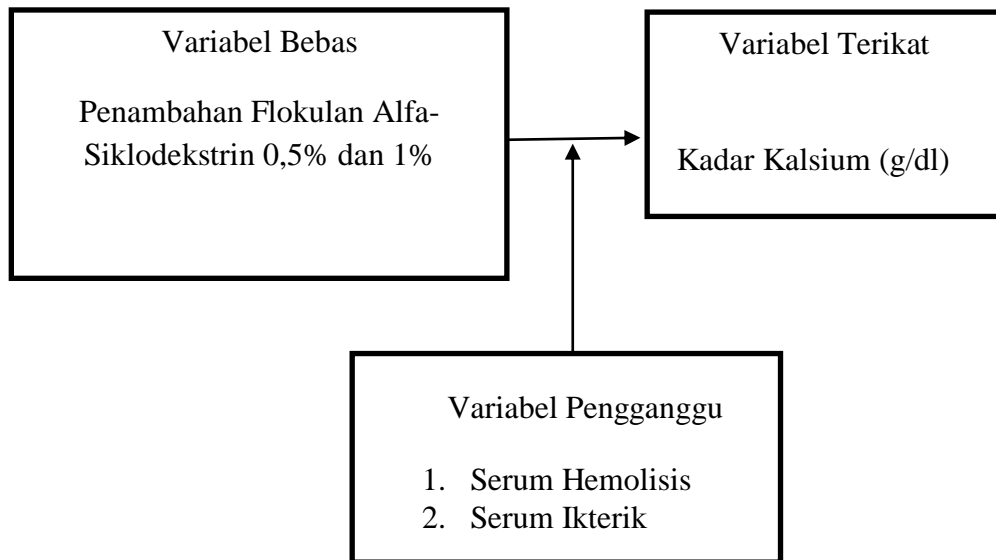 Variabel Bebas
Penambahan Flokulan Alfa-
Siklodekstrin 0,5% dan 1%
Variabel Terikat
Kadar Kalsium (g/dl)
Variabel Pengganggu
1. Serum Hemolisis
2. Serum Ikterik